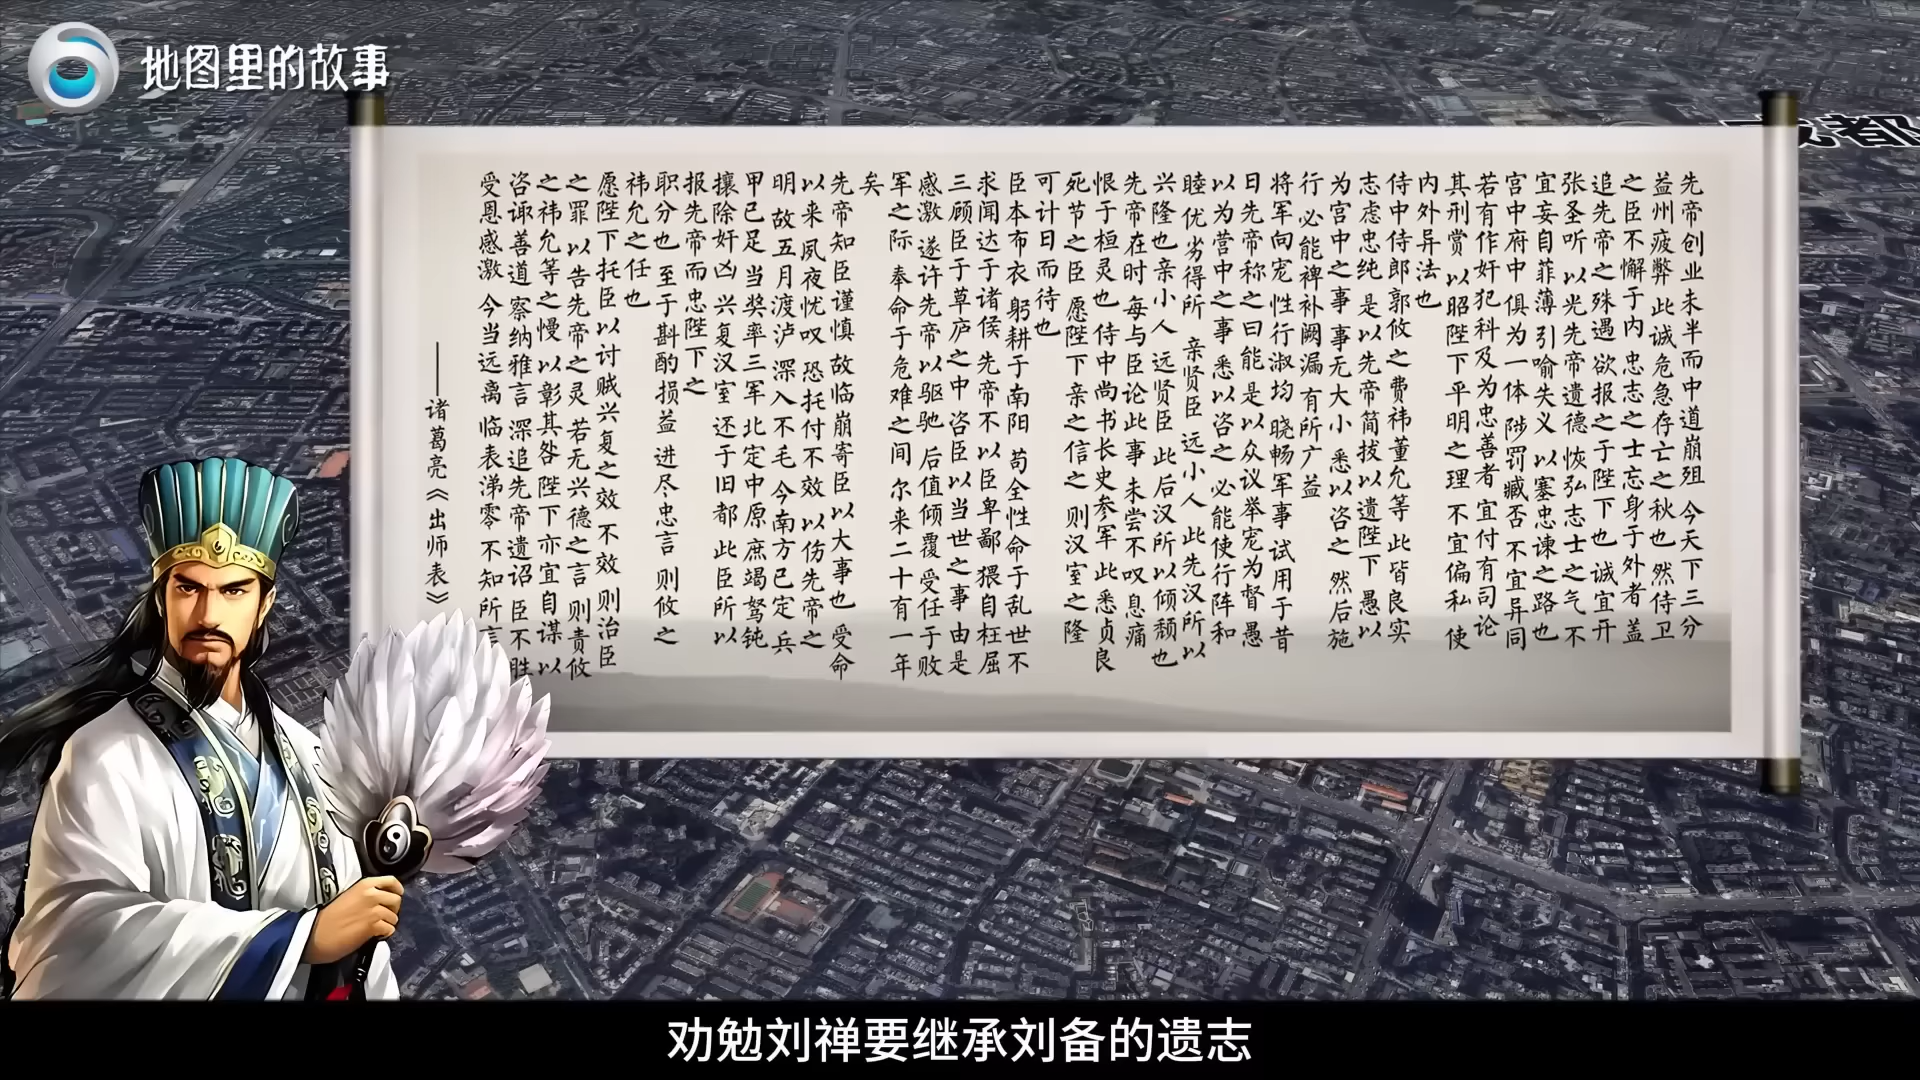 地图里的故事
成都
先帝创业未半而中道崩殂 今天下三分
益州疲弊 此诚危急存亡之秋也 然侍卫
之臣不懈于内 忠志之士忘身于外者 盖
追先帝之殊遇 欲报之于陛下也 诚宜开
张圣听 以光先帝遗德 恢弘志士之气 不
宜妄自菲薄 引喻失义 以塞忠谏之路也
宫中府中 俱为一体 陟罚臧否 不宜异同
若有作奸犯科及为忠善者 宜付有司论
其刑赏 以昭陛下平明之理 不宜偏私 使
内外异法也
侍中侍郎郭攸之费祎董允等 此皆良实
志虑忠纯 是以先帝简拔以遗陛下 愚以
为宫中之事 事无大小 悉以咨之 然后施
行 必能裨补阙漏 有所广益
将军向宠 性行淑均 晓畅军事 试用于昔
日 先帝称之曰能 是以众议举宠为督 愚
以为营中之事 悉以咨之 必能使行阵和
睦 优劣得所 亲贤臣 远小人 此先汉所以
兴隆也 亲小人 远贤臣 此后汉所以倾颓也
先帝在时 每与臣论此事 未尝不叹息痛
恨于桓灵也 侍中尚书长史参军 此悉贞良
死节之臣 愿陛下亲之信之 则汉室之隆
可计日而待也
臣本布衣 躬耕于南阳 苟全性命于乱世 不
求闻达于诸侯 先帝不以臣卑鄙 猥自枉屈
三顾臣于草庐之中 咨臣以当世之事 由是
感激 遂许先帝以驱驰 后值倾覆 受任于败
军之际 奉命于危难之间 尔来二十有一年
矣
先帝知臣谨慎 故临崩寄臣以大事也 受命
以来 夙夜忧叹 恐托付不效 以伤先帝之
明 故五月渡泸 深入不毛 今南方已定 兵
甲已足 当奖率三军 北定中原 庶竭驽钝
攘除奸凶 兴复汉室 还于旧都 此臣所以
报先帝而忠陛下之
职分也 至于斟酌损益 进尽忠言 则攸之
祎允之任也
愿陛下托臣以讨贼兴复之效 不效 则治臣
之罪 以告先帝之灵 若无兴德之言 则责攸
之祎允等之慢 以彰其咎 陛下亦宜自谋 以
咨诹善道 察纳雅言 深追先帝遗诏 臣不胜
受恩感激 今当远离 临表涕零 不知所言
——诸葛亮《出师表》
劝勉刘禅要继承刘备的遗志